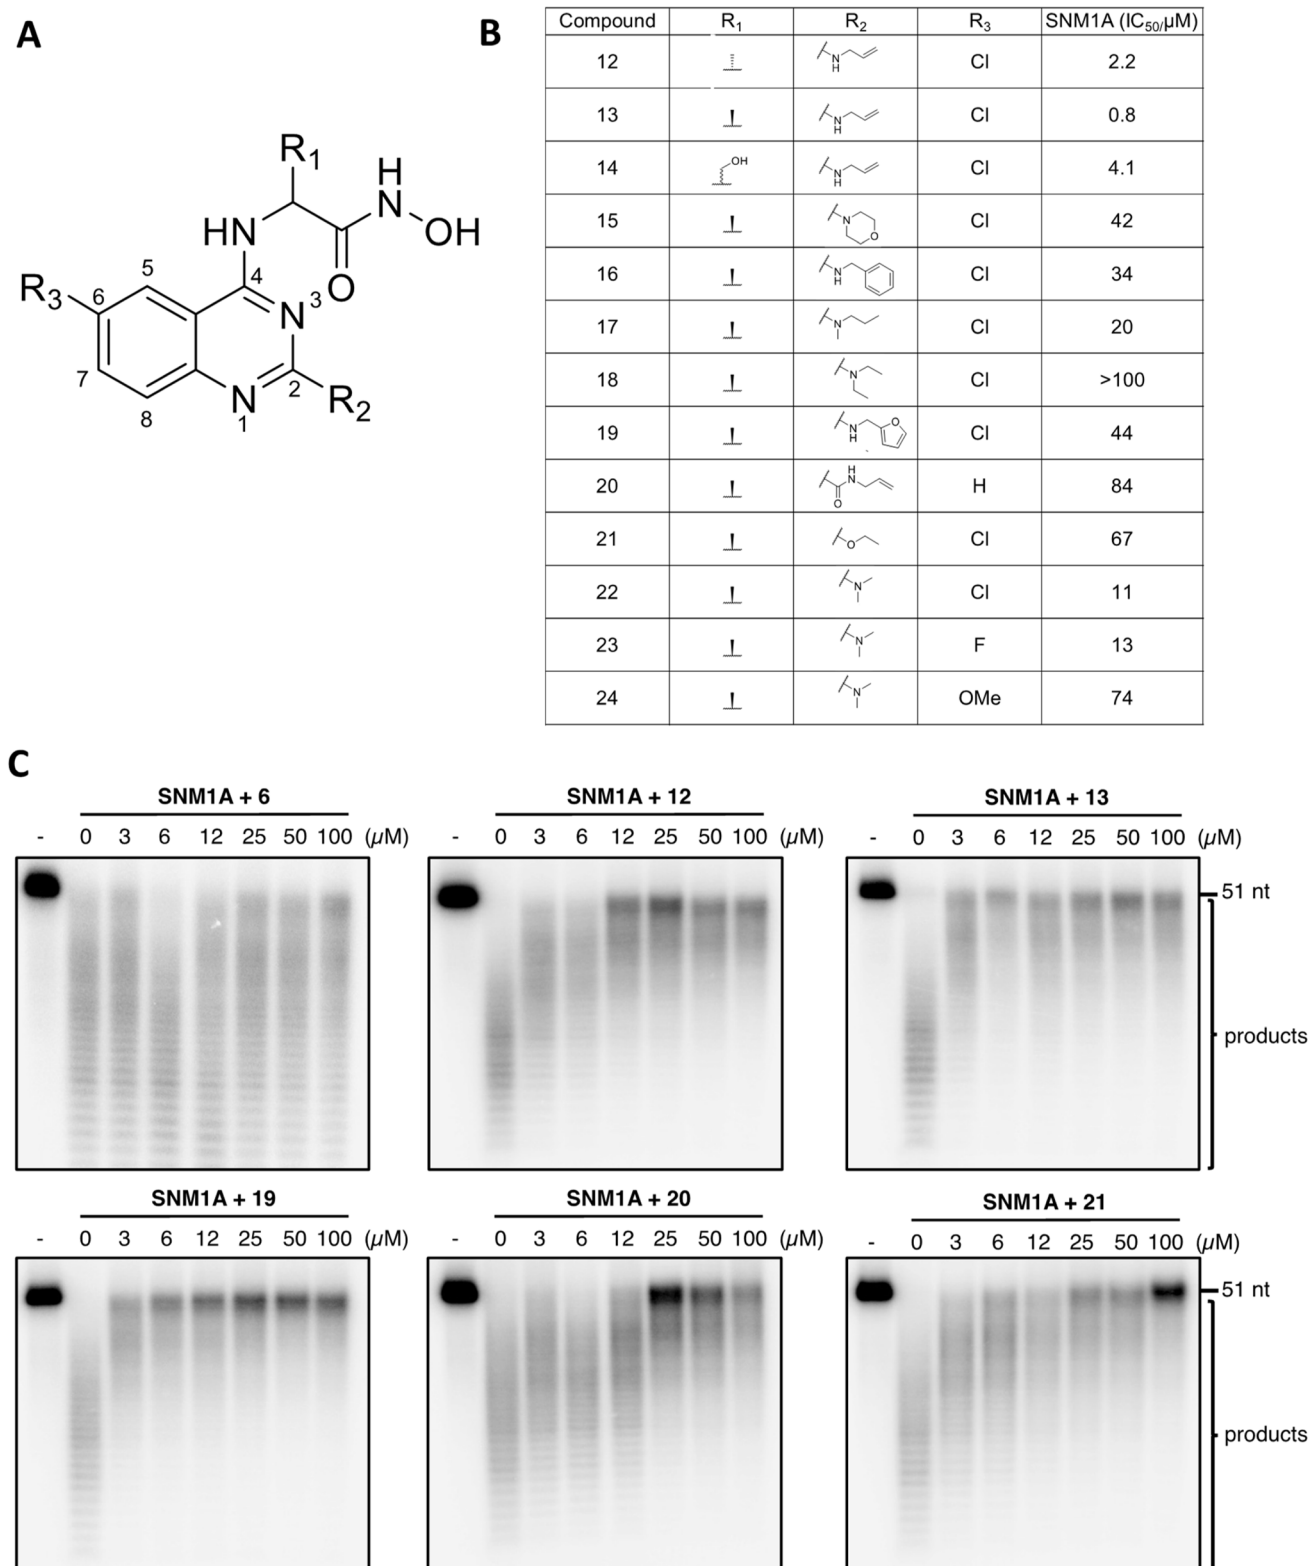 A
B
R1
H
N
OH
HN
O
R3
5
6
4
3
N
7
8
N
1
2
R2
Compound R1 R2 R3 SNM1A (IC50/μM)
12 N H Cl 2.2
13 N H Cl 0.8
14 OH N H Cl 4.1
15 N O Cl 42
16 N H Cl 34
17 N Cl 20
18 N Cl >100
19 N H O Cl 44
20 H N O H 84
21 O Cl 67
22 N Cl 11
23 N F 13
24 N OMe 74
C
SNM1A + 6
- 0 3 6 12 25 50 100 (μM)
SNM1A + 12
- 0 3 6 12 25 50 100 (μM)
SNM1A + 13
- 0 3 6 12 25 50 100 (μM)
51 nt
products
SNM1A + 19
- 0 3 6 12 25 50 100 (μM)
SNM1A + 20
- 0 3 6 12 25 50 100 (μM)
SNM1A + 21
- 0 3 6 12 25 50 100 (μM)
51 nt
products